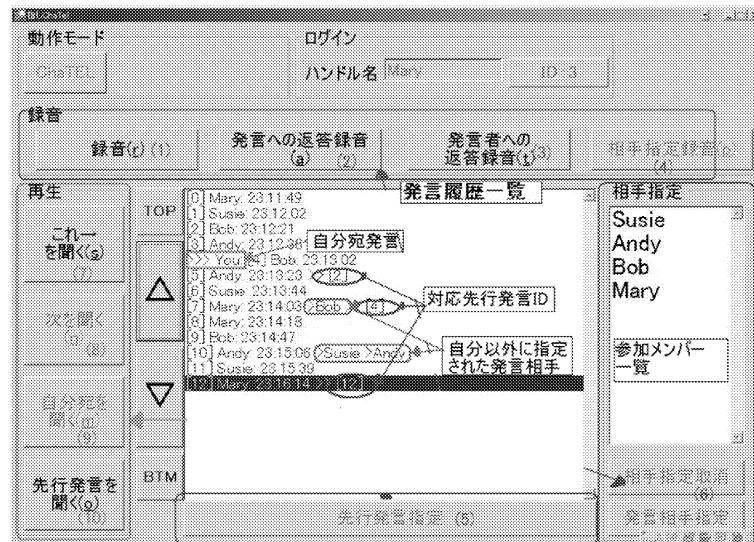 動作モード
ログイン
ChaTEL
ハンドル名 Mary ID:3
録音
録音(r) (1)
発言への返答録音
(a) (2)
発言者への
返答録音(t) (3)
相手指定録音(p)
(4)
再生
これ一
を聞く(s)
(7)
次を聞く
(n) (8)
自分宛を
聞く(m)
(9)
先行発言を
聞く(o)
(10)
TOP
△
▽
BTM
発言履歴一覧
[0] Mary: 23:11:49
[1] Susie: 23:12:02
[2] Bob: 23:12:21
[3] Andy: 23:12:36
自分宛発言
>>> You [4] Bob: 23:13:02
[5] Andy: 23:13:23 >[2]
[6] Susie: 23:13:44
[7] Mary: 23:14:03 >Bob >[4]
[8] Mary: 23:14:18
[9] Bob: 23:14:47
[10] Andy: 23:15:06 >Susie >Andy
[11] Susie: 23:15:39
[12] Mary: 23:16:14 >> [12]
対応先行発言ID
自分以外に指定
された発言相手
先行発言指定 (5)
相手指定
Susie
Andy
Bob
Mary
参加メンバー
一覧
相手指定取消
(6)
発言相手指定